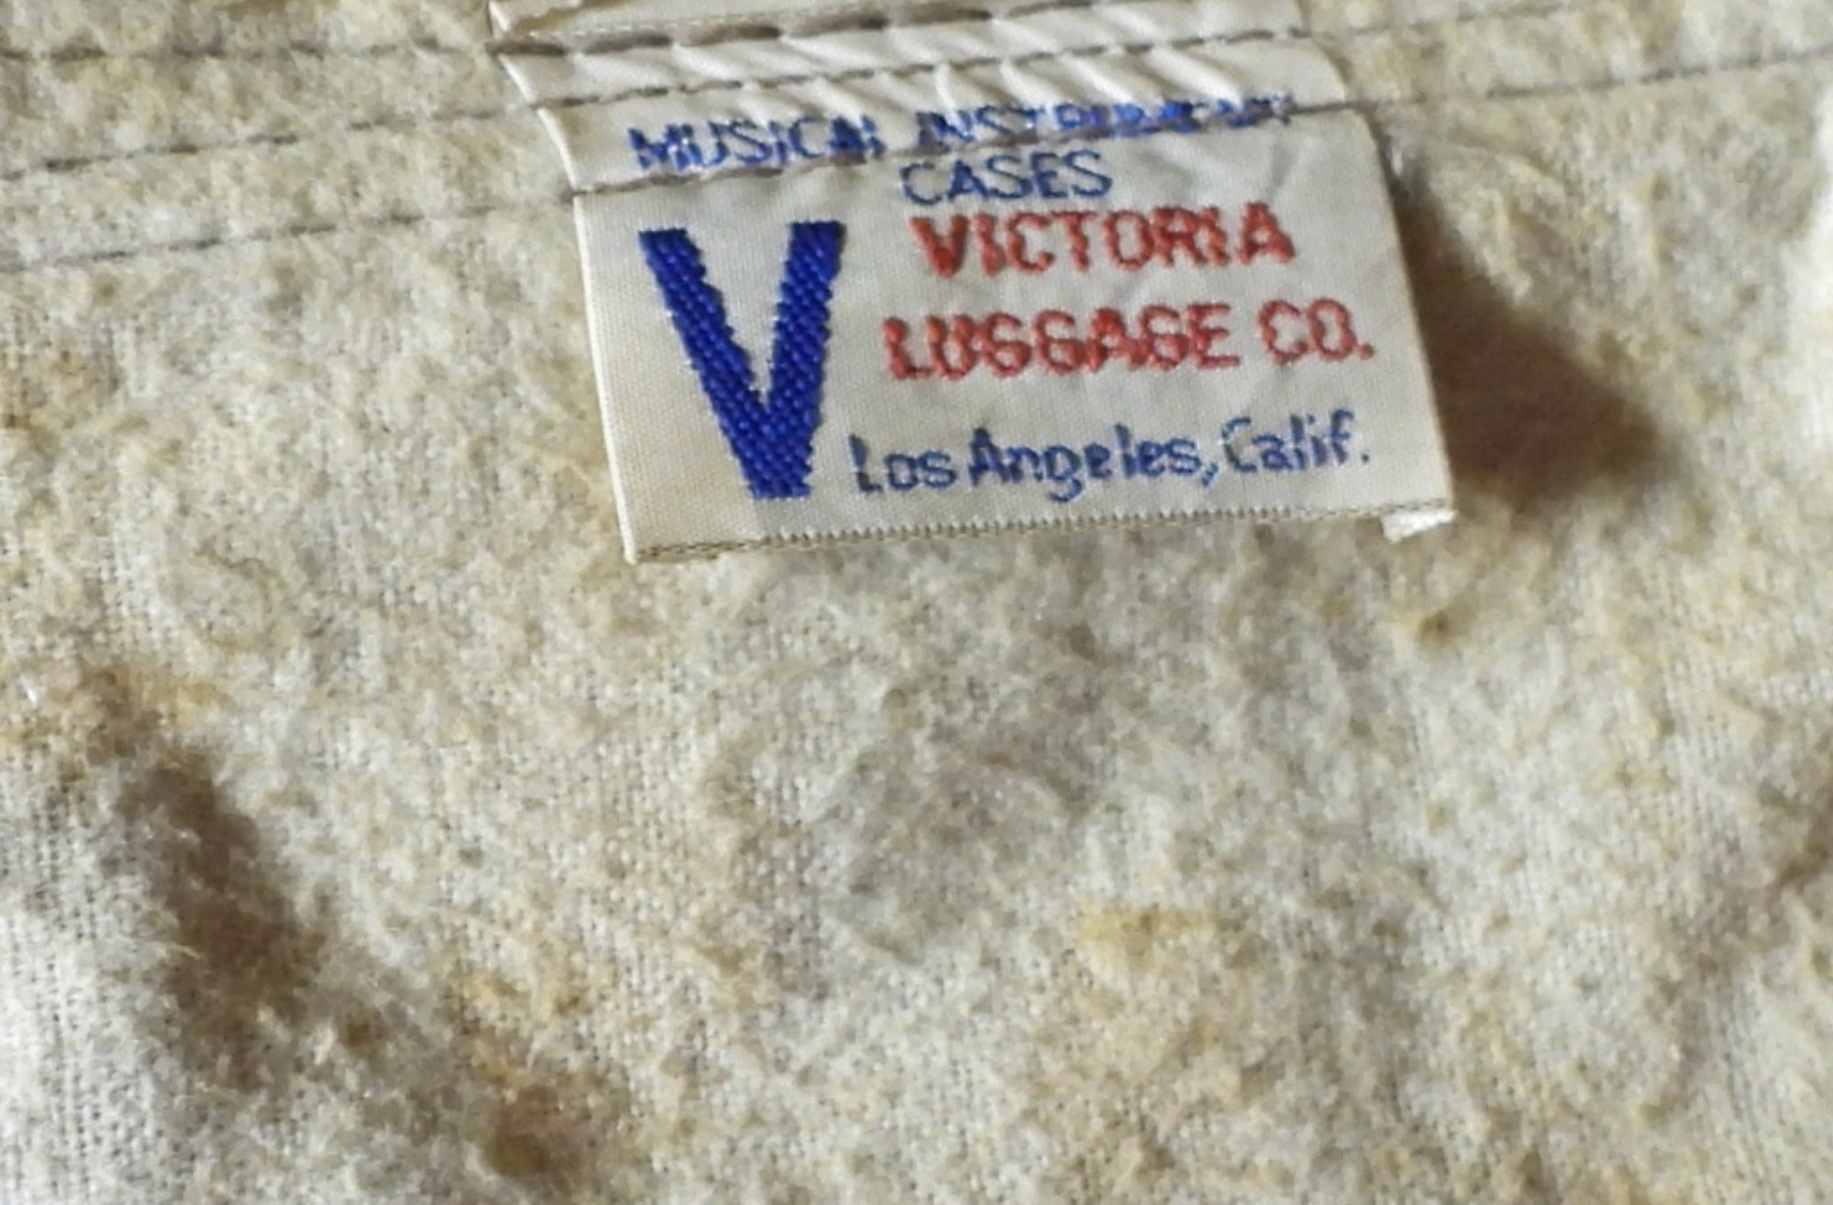 MUSICAL INSTRUMENT
CASES
V
VICTORIA
LUGGAGE CO.
Los Angeles, Calif.